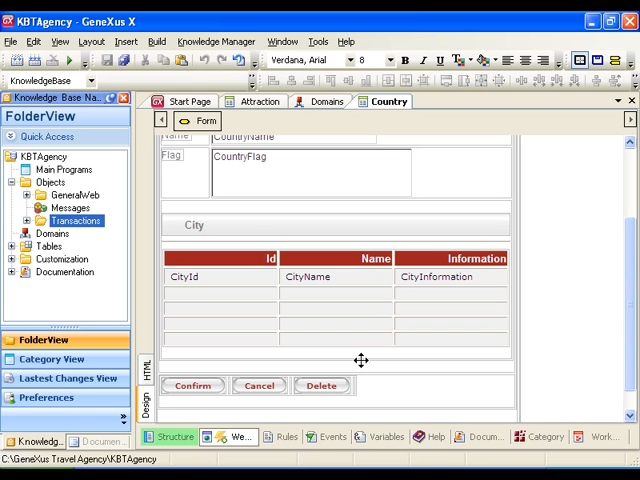 KBTAgency - GeneXus X
File Edit View Layout Insert Build Knowledge Manager Window Tools Help
Verdana, Arial 8
KnowledgeBase
Knowledge Base Na...
FolderView
Quick Access
KBTAgency
Main Programs
Objects
GeneralWeb
Messages
Transactions
Domains
Tables
Customization
Documentation
FolderView
Category View
Lastest Changes View
Preferences
Knowledg...
Documen...
Start Page Attraction Domains Country
Form
Name CountryName
Flag CountryFlag
City
Id Name Information
CityId CityName CityInformation
Confirm Cancel Delete
HTML
Design
Structure We... Rules Events Variables Help Docum... Category Work...
C:\GeneXus Travel Agency\KBTAgency